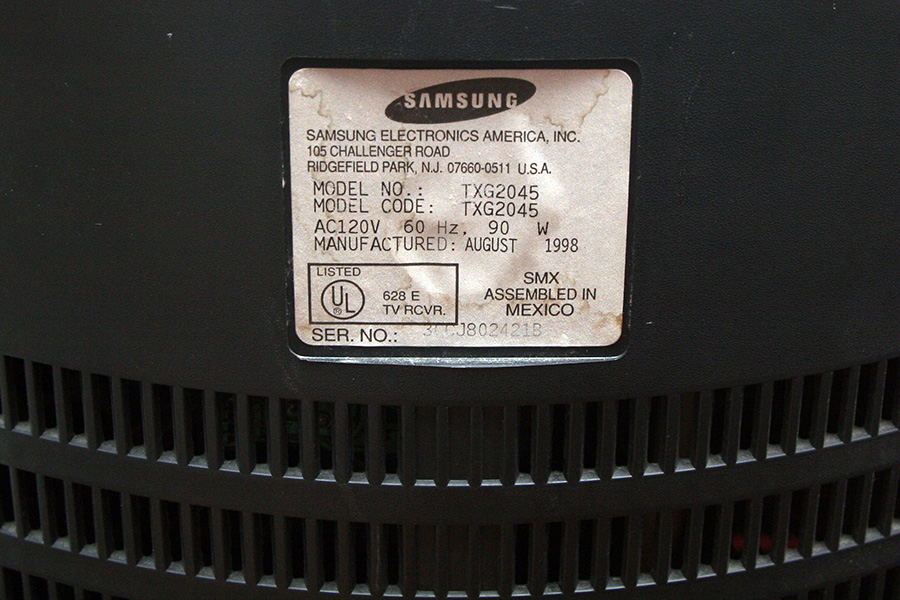 SAMSUNG
SAMSUNG ELECTRONICS AMERICA, INC.
105 CHALLENGER ROAD
RIDGEFIELD PARK, N.J. 07660-0511 U.S.A.
MODEL NO.: TXG2045
MODEL CODE: TXG2045
AC120V 60 Hz, 90 W
MANUFACTURED: AUGUST 1998
LISTED
UL
®
628 E
TV RCVR.
SMX
ASSEMBLED IN
MEXICO
SER. NO.: